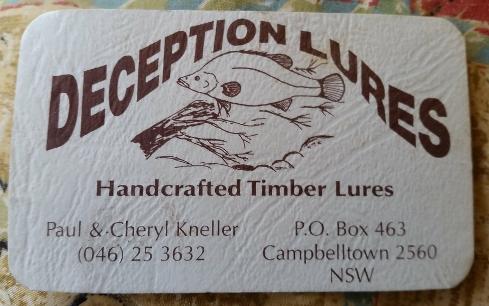 DECEPTION LURES
Handcrafted Timber Lures
Paul & Cheryl Kneller
(046) 25 3632
P.O. Box 463
Campbelltown 2560
NSW